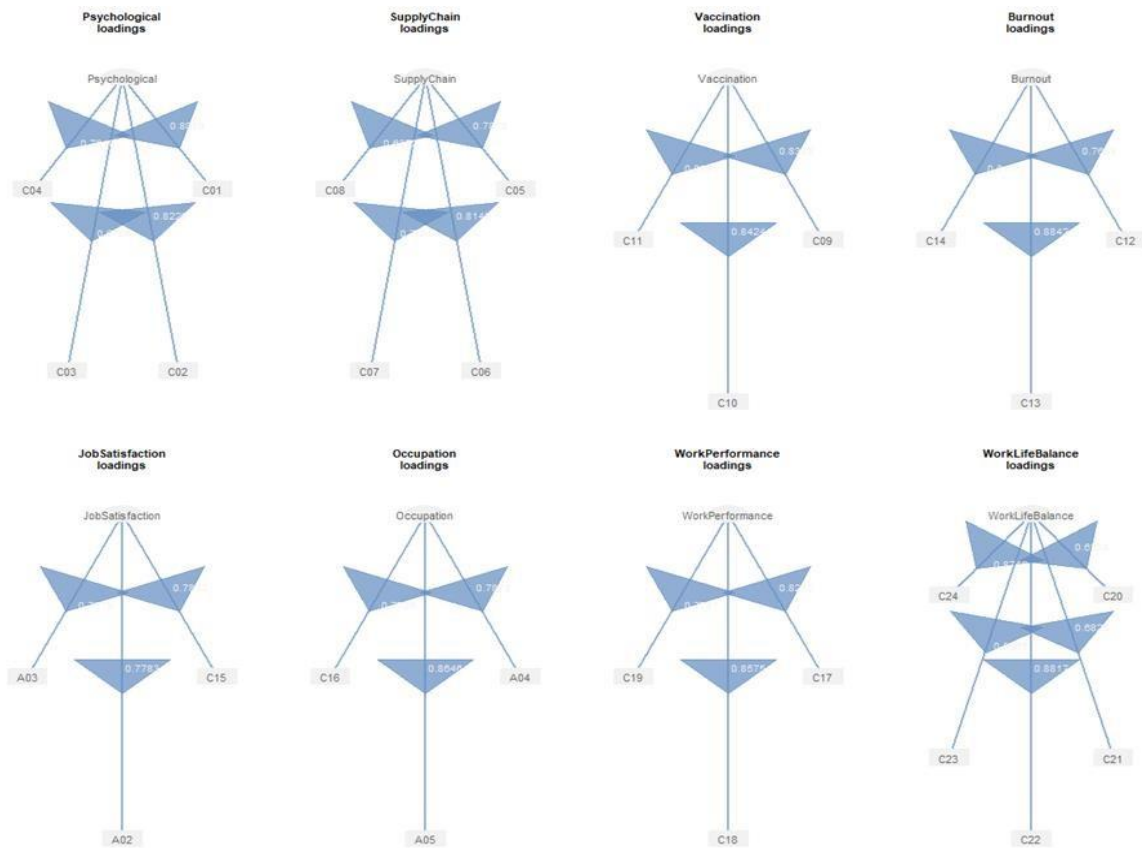 Psychological
loadings
SupplyChain
loadings
Vaccination
loadings
Burnout
loadings
Psychological
SupplyChain
Vaccination
Burnout
C04
C01
C08
C05
0.822
0.814
C11
0.8424
C09
C14
0.8847
C12
C03
C02
C07
C06
C10
C13
JobSatisfaction
loadings
Occupation
loadings
WorkPerformance
loadings
WorkLifeBalance
loadings
JobSatisfaction
Occupation
WorkPerformance
WorkLifeBalance
C24
C20
0.682
A03
0.7783
C15
C16
0.8646
A04
C19
0.8575
C17
0.8817
C23
C21
A02
A05
C18
C22